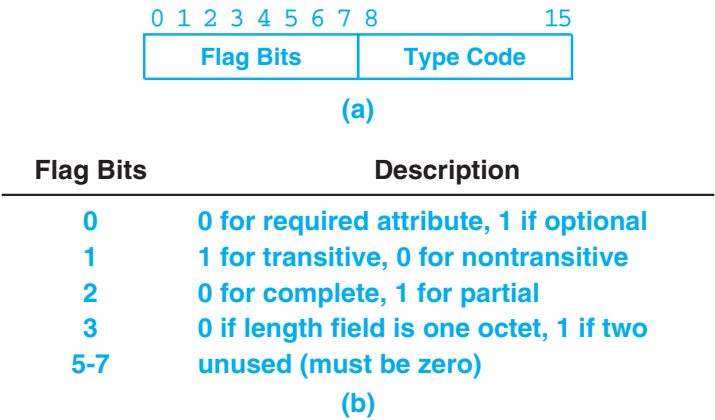 0 1 2 3 4 5 6 7 8 15
Flag Bits Type Code
(a)
Flag Bits Description
0 0 for required attribute, 1 if optional
1 1 for transitive, 0 for nontransitive
2 0 for complete, 1 for partial
3 0 if length field is one octet, 1 if two
5-7 unused (must be zero)
(b)